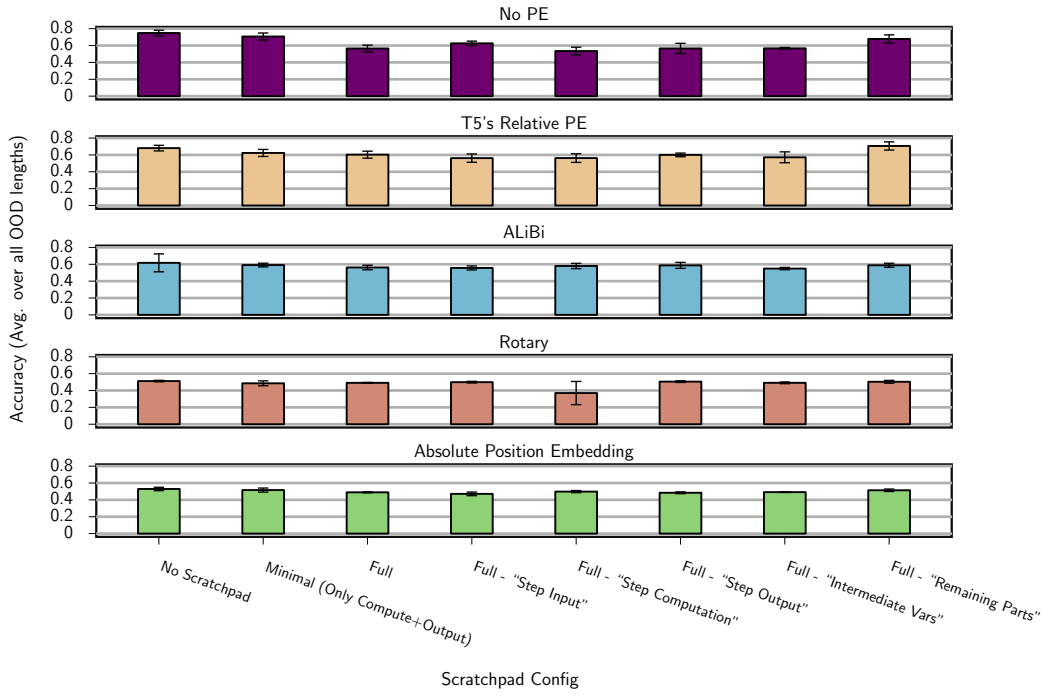 No PE
0.8
0.6
0.4
0.2
0
T5's Relative PE
0.8
0.6
0.4
0.2
0
ALiBi
0.8
0.6
0.4
0.2
0
Rotary
0.8
0.6
0.4
0.2
0
Absolute Position Embedding
0.8
0.6
0.4
0.2
0
Accuracy (Avg. over all OOD lengths)
No Scratchpad
Minimal (Only Compute+Output)
Full
Full - “Step Input”
Full - “Step Computation”
Full - “Step Output”
Full - “Intermediate Vars”
Full - “Remaining Parts”
Scratchpad Config